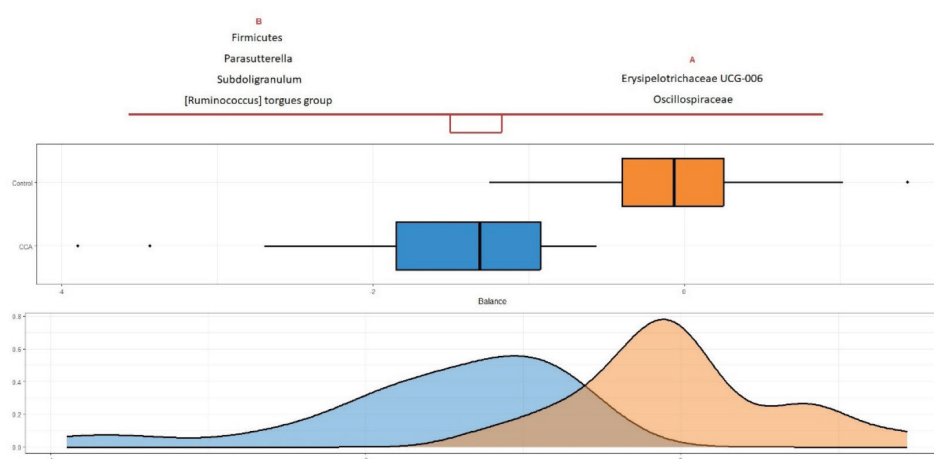 B
Firmicutes
Parasutterella
Subdoligranulum
[Ruminococcus] torgues group
A
Erysipelotrichaceae UCG-006
Oscillospiraceae
Control
CCA
-4
-2
0
Balance
0.8
0.6
0.4
0.2
0.0